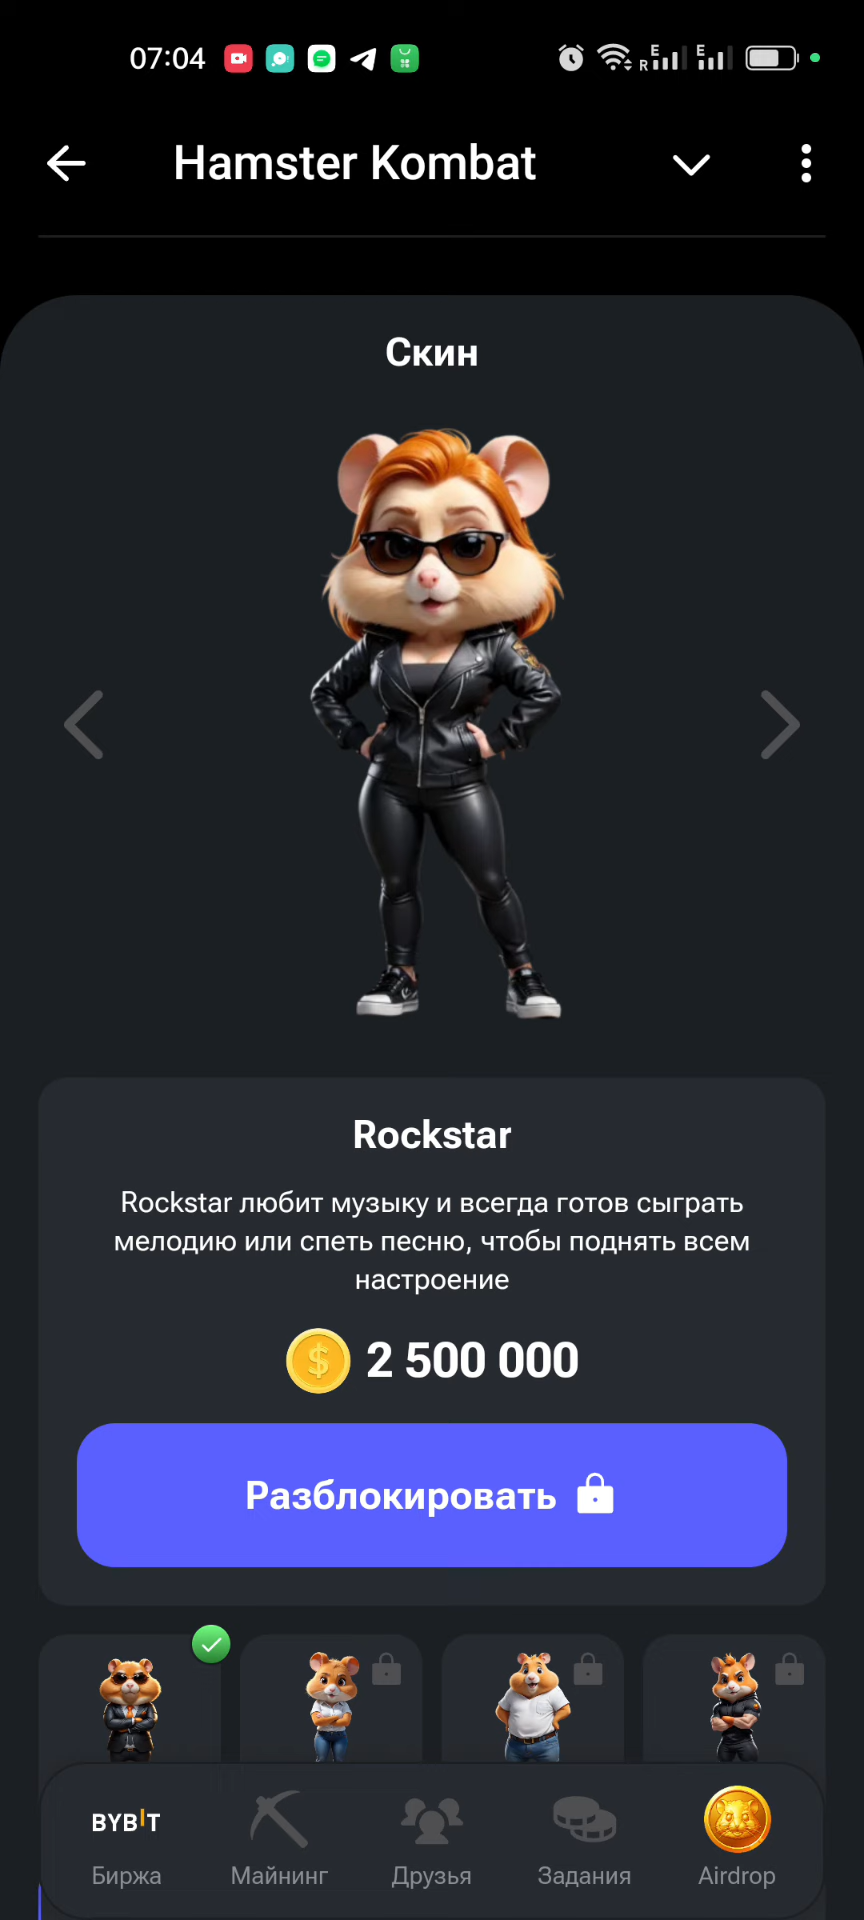 07:04
R E E
Hamster Kombat
Скин
Rockstar
Rockstar любит музыку и всегда готов сыграть
мелодию или спеть песню, чтобы поднять всем
настроение
$ 2 500 000
Разблокировать
BYBIT
Биржа Майнинг Друзья Задания Airdrop